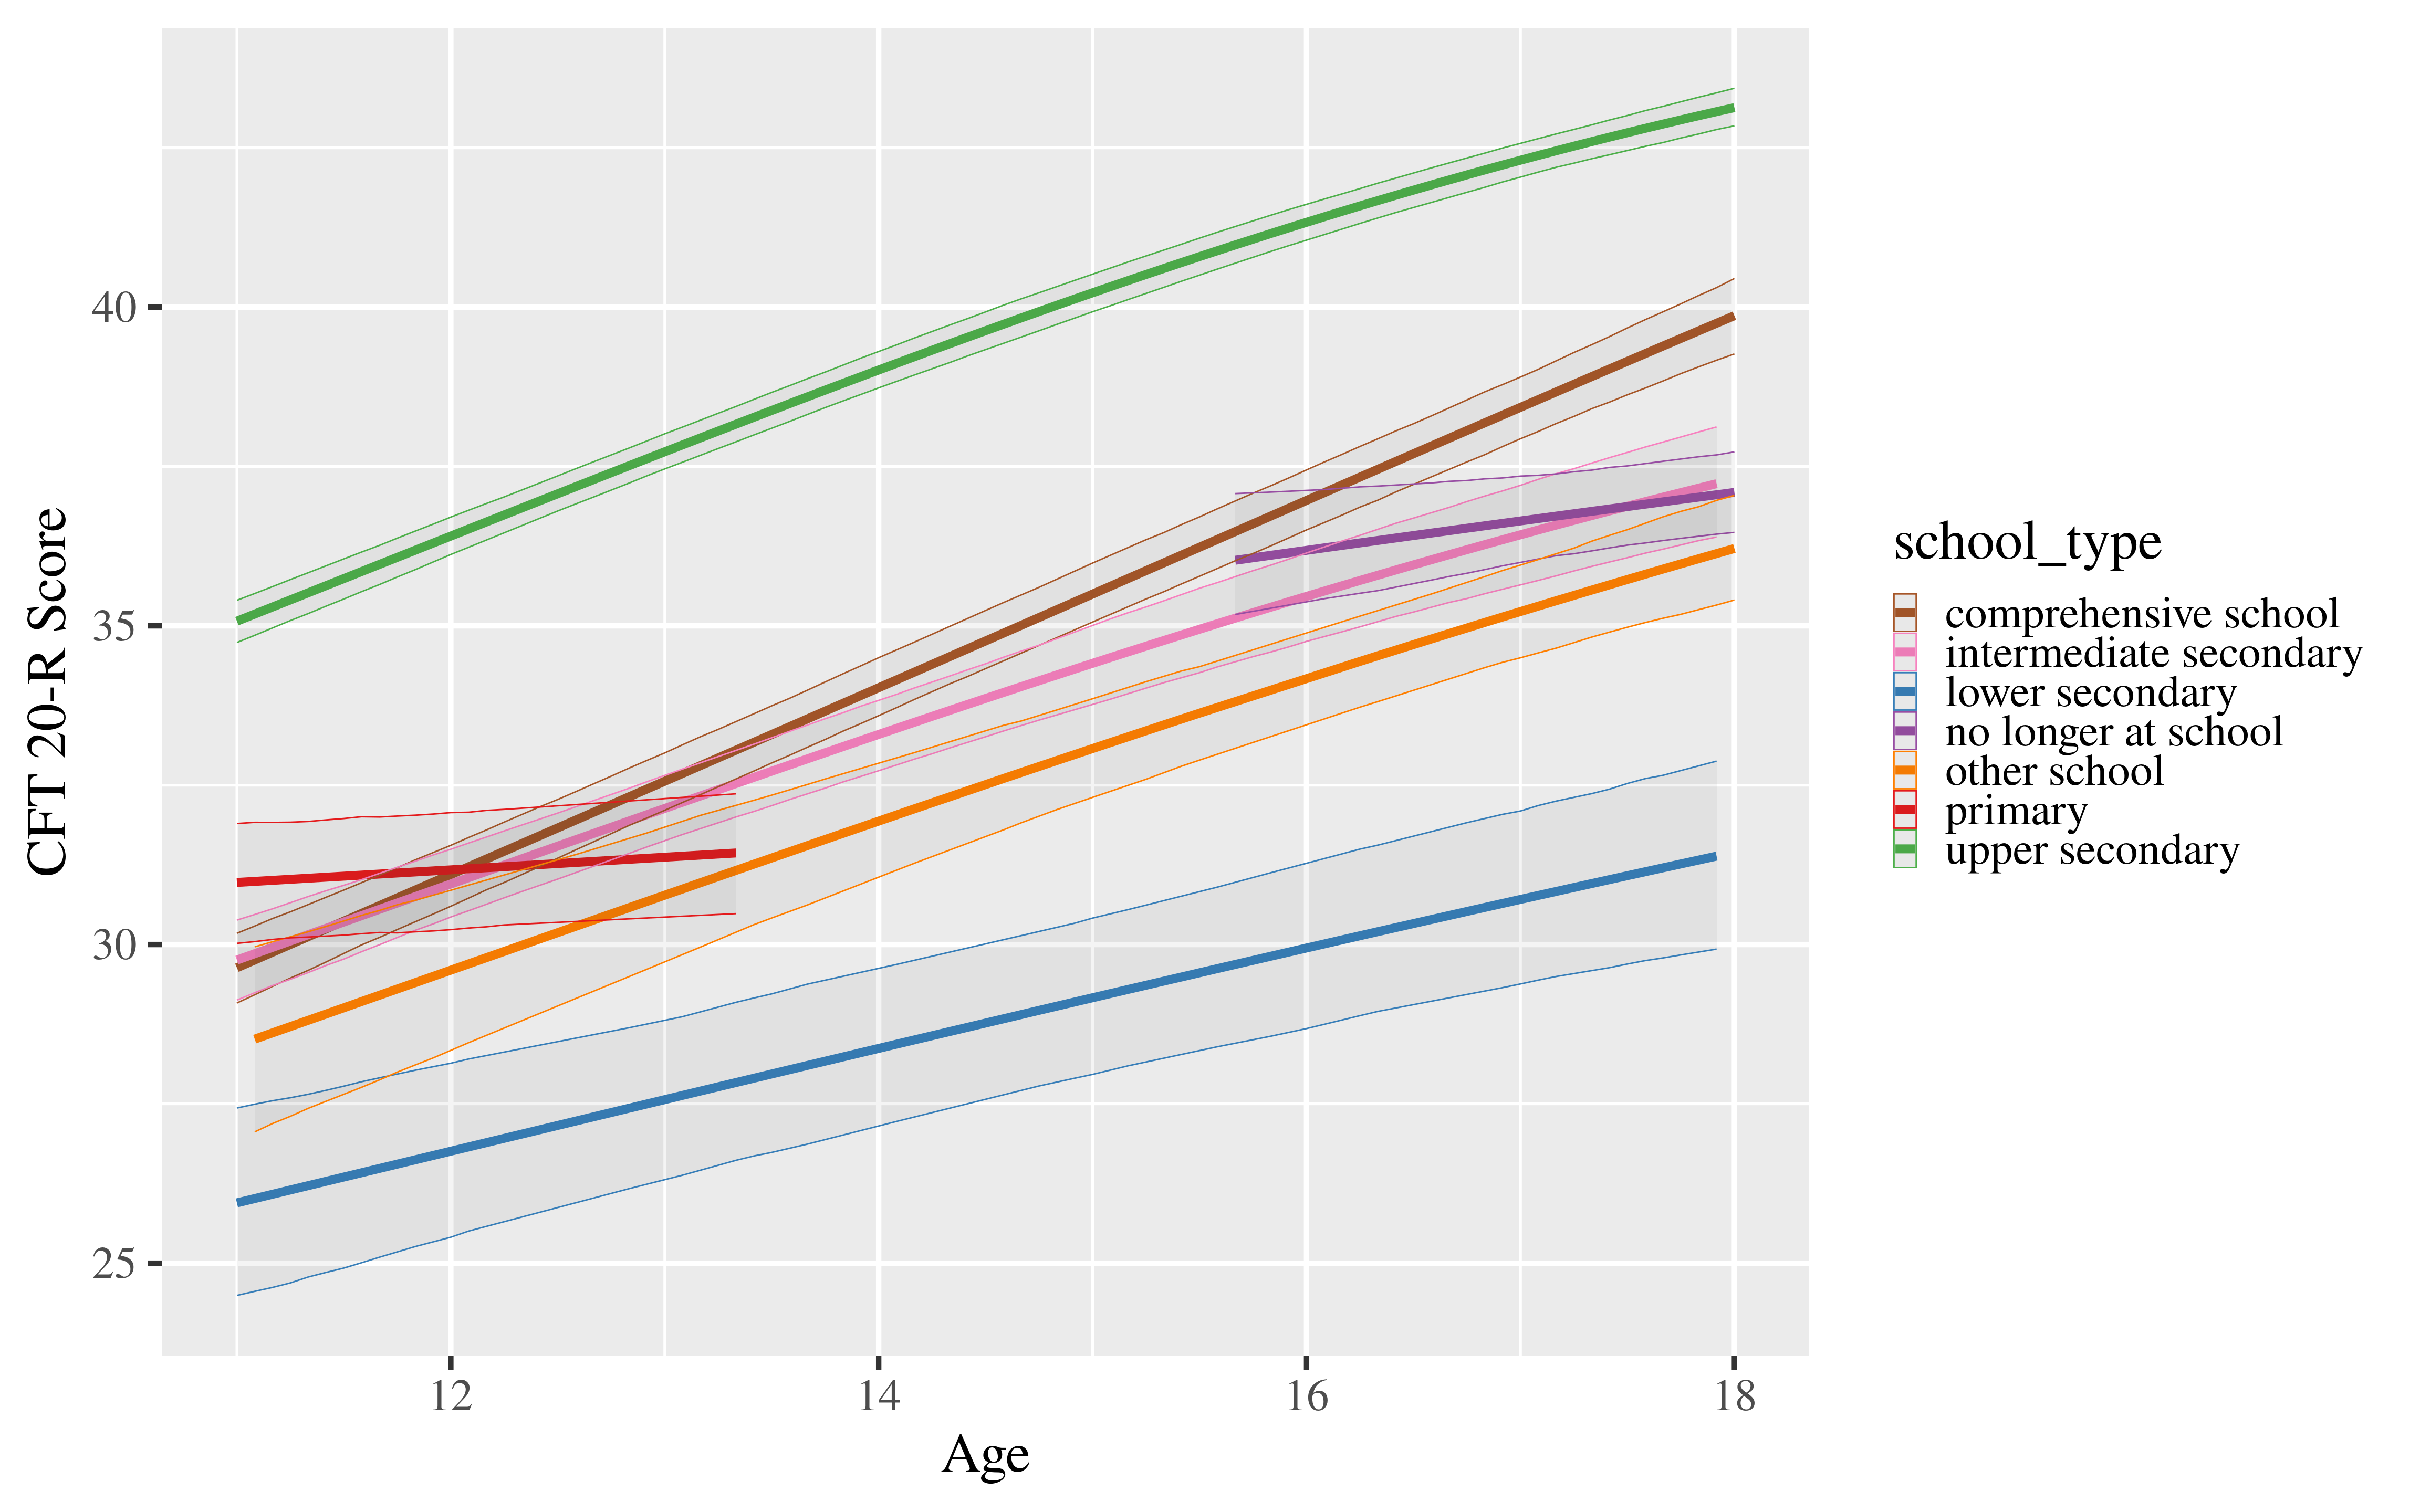 CFT 20-R Score
40
35
30
25
12 14 16 18
Age
school_type
comprehensive school
intermediate secondary
lower secondary
no longer at school
other school
primary
upper secondary